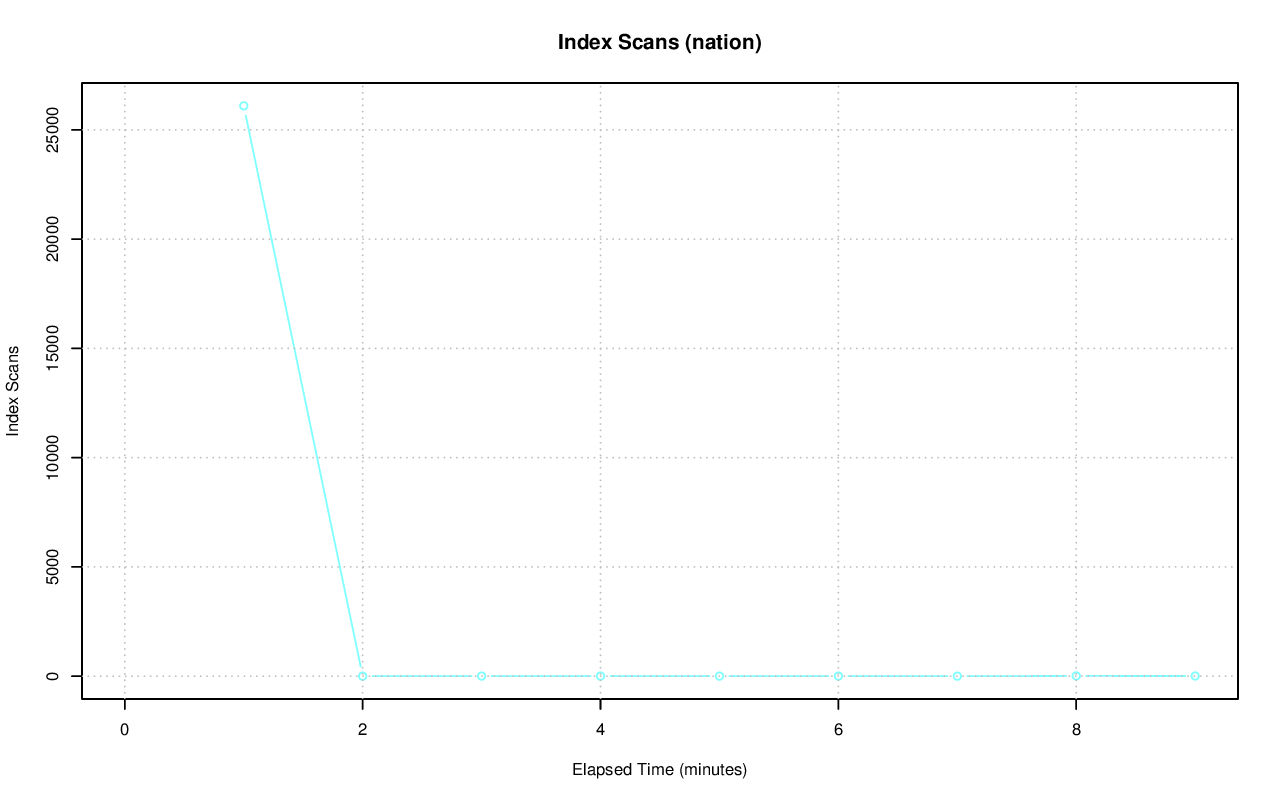 Index Scans (nation)
25000
20000
15000
10000
5000
0
Index Scans
0 2 4 6 8
Elapsed Time (minutes)